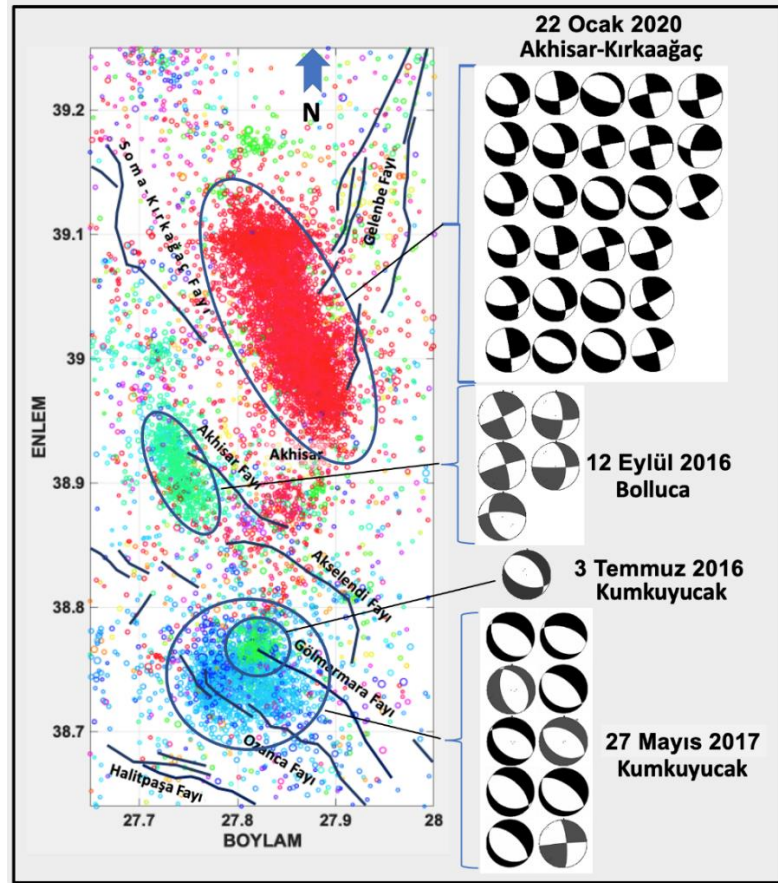 22 Ocak 2020
Akhisar-Kırkaağaç
N
39.2
39.1
39
38.9
38.8
38.7
ENLEM
Soma Kırkağaç Fayı
Gelenbe Fayı
Akhisar
Akhisar Fayı
12 Eylül 2016
Bolluca
Akselendi Fayı
3 Temmuz 2016
Kumkuyucak
Gölmarmara Fayı
27 Mayıs 2017
Kumkuyucak
Ozanca Fayı
Halitpaşa Fayı
27.7
27.8
27.9
28
BOYLAM